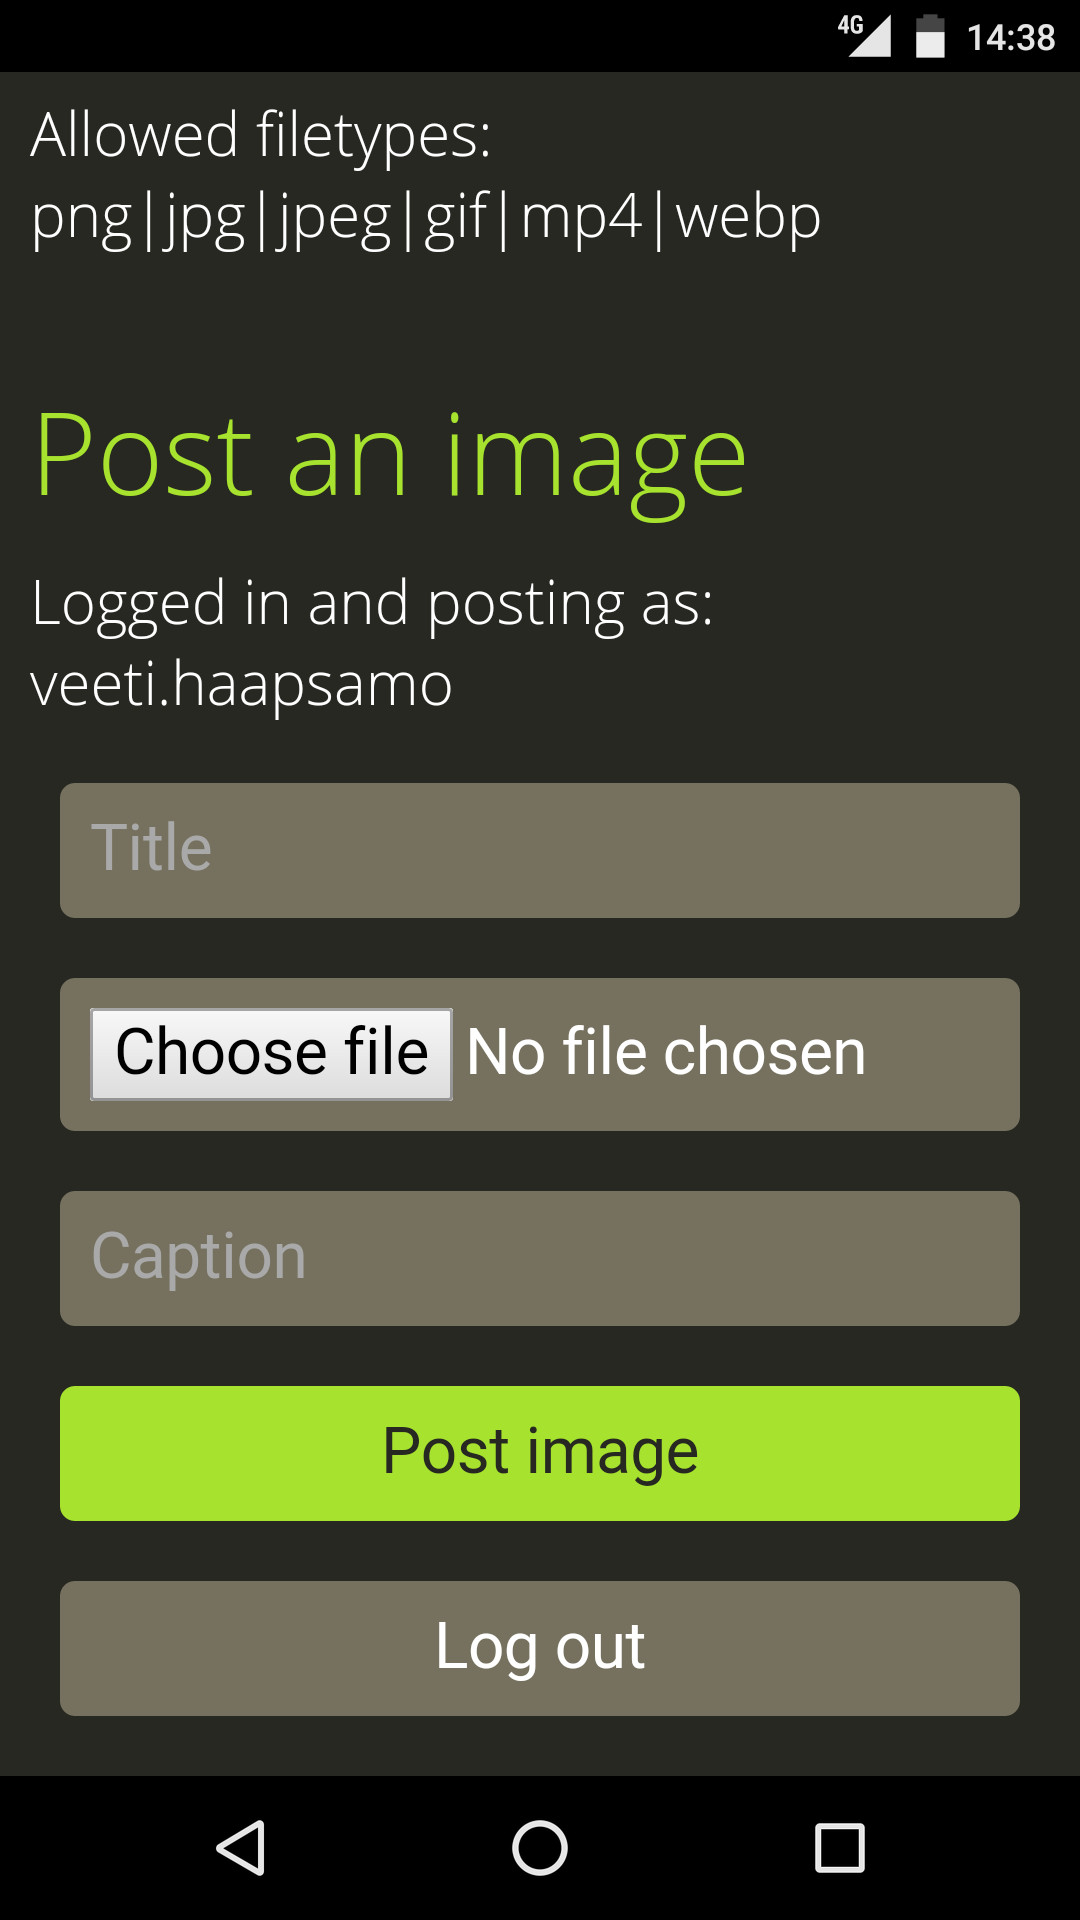 4G 14:38
Allowed filetypes:
png|jpg|jpeg|gif|mp4|webp
Post an image
Logged in and posting as:
veeti.haapsamo
Title
Choose file No file chosen
Caption
Post image
Log out